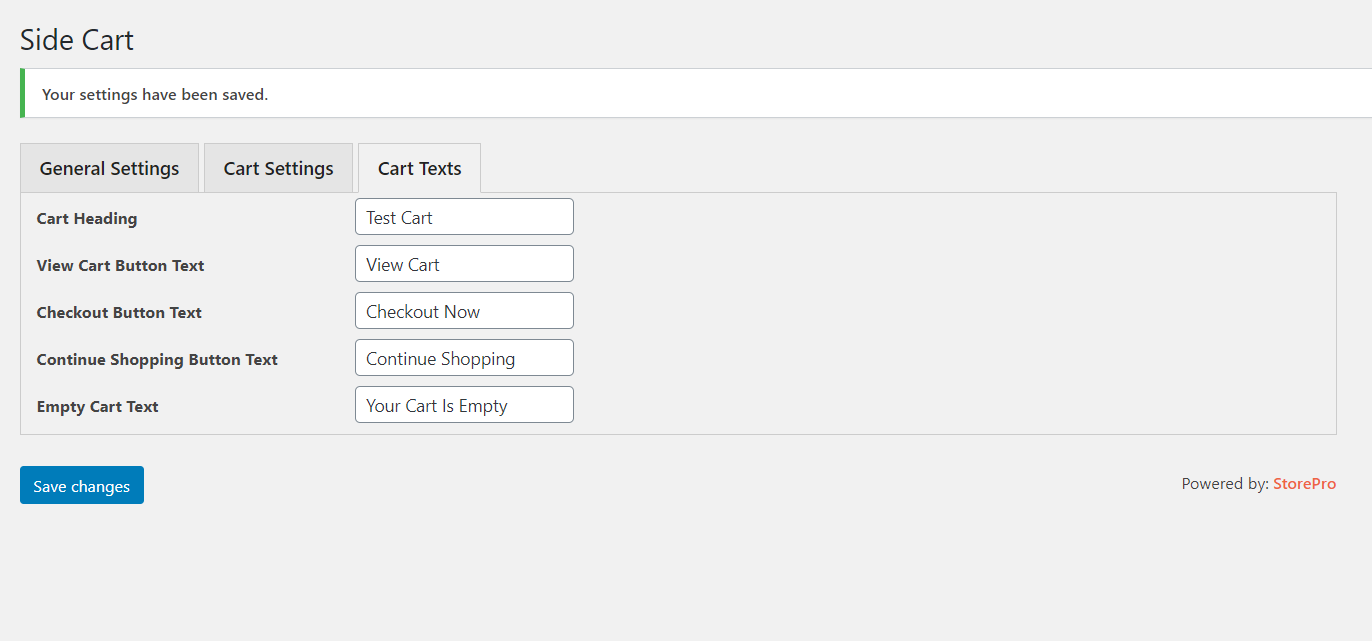 Side Cart
Your settings have been saved.
General Settings Cart Settings Cart Texts
Cart Heading Test Cart
View Cart Button Text View Cart
Checkout Button Text Checkout Now
Continue Shopping Button Text Continue Shopping
Empty Cart Text Your Cart Is Empty
Save changes Powered by: StorePro